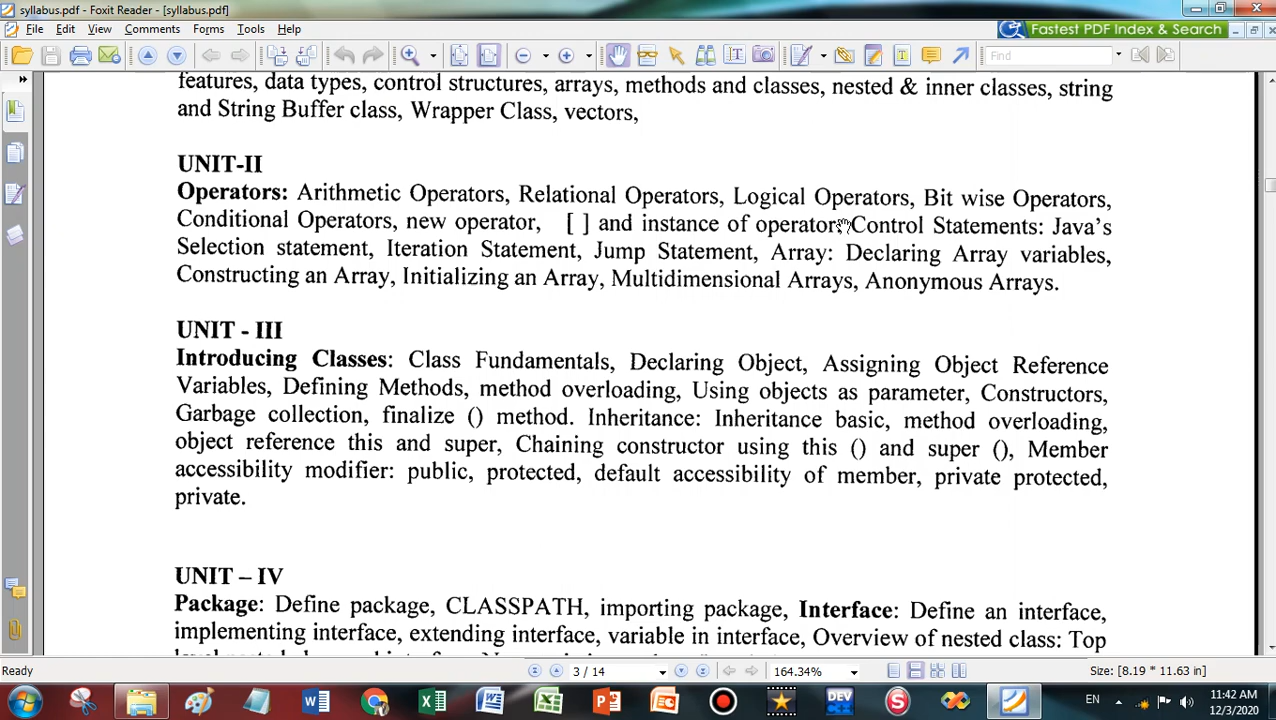 syllabus.pdf - Foxit Reader - [syllabus.pdf]
File Edit View Comments Forms Tools Help
Fastest PDF Index & Search
Find
features, data types, control structures, arrays, methods and classes, nested & inner classes, string
and String Buffer class, Wrapper Class, vectors,
UNIT-II
Operators: Arithmetic Operators, Relational Operators, Logical Operators, Bit wise Operators,
Conditional Operators, new operator, [ ] and instance of operator. Control Statements: Java's
Selection statement, Iteration Statement, Jump Statement, Array: Declaring Array variables,
Constructing an Array, Initializing an Array, Multidimensional Arrays, Anonymous Arrays.
UNIT - III
Introducing Classes: Class Fundamentals, Declaring Object, Assigning Object Reference
Variables, Defining Methods, method overloading, Using objects as parameter, Constructors,
Garbage collection, finalize () method. Inheritance: Inheritance basic, method overloading,
object reference this and super, Chaining constructor using this () and super (), Member
accessibility modifier: public, protected, default accessibility of member, private protected,
private.
UNIT – IV
Package: Define package, CLASSPATH, importing package, Interface: Define an interface,
implementing interface, extending interface, variable in interface, Overview of nested class: Top
Ready
3 / 14
164.34%
Size: [8.19 * 11.63 in]
DEV
EN
11:42 AM
12/3/2020